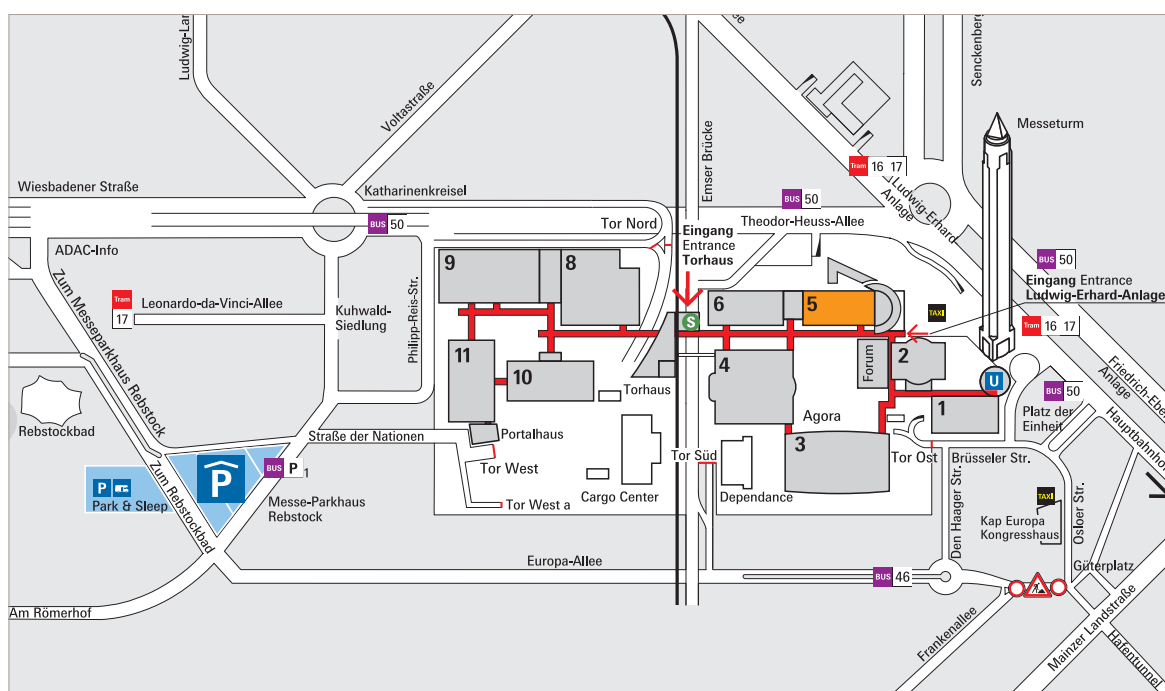 Ludwig-Lan
Voltastraße
Emser Brücke
Allee
Senckenberg
Messeturm
Wiesbadener Straße
Katharinenkreisel
Tram 16 17
Ludwig-Erhard
Anlage
BUS 50
Theodor-Heuss-Allee
BUS 50
Tor Nord
Eingang
Entrance
Torhaus
BUS 50
Eingang Entrance
Ludwig-Erhard-Anlage
Tram 16 17
ADAC-Info
Zum Messeparkhaus Rebstock
Tram
17
Leonardo-da-Vinci-Allee
Kuhwald-
Siedlung
Philipp-Reis-Str.
9
8
6
5
S
TAXI
11
10
4
Forum
2
U
1
3
Torhaus
Agora
Friedrich-Ebe
Anlage
BUS 50
Platz der
Einheit
Hauptbahnhof
Rebstockbad
Straße der Nationen
Portalhaus
Tor West
Tor West a
Cargo Center
Tor Süd
Dependance
Tor Ost
Brüsseler Str.
Den Haager Str.
TAXI
Kap Europa
Kongresshaus
Osloer Str.
P
P
Park & Sleep
BUS P 1
Messe-Parkhaus
Rebstock
Zum Rebstockbad
Europa-Allee
BUS 46
Güterplatz
Am Römerhof
Frankenallee
Mainzer Landstraße
Hafentunnel